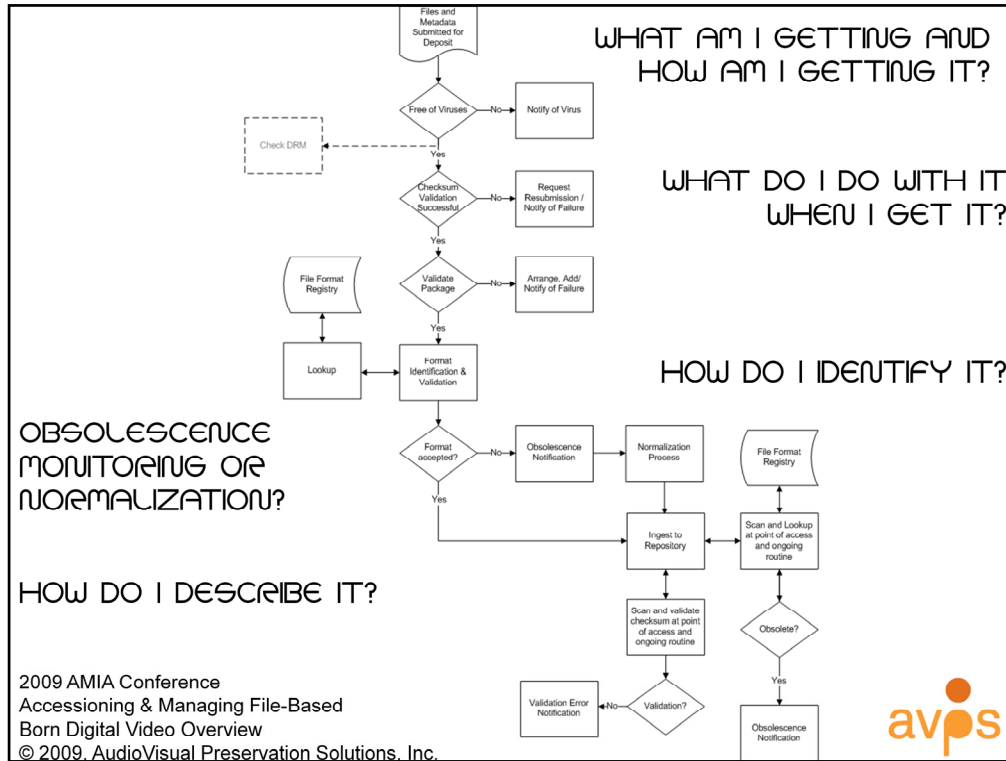 Files and
Metadata
Submitted for
Deposit
WHAT AM I GETTING AND
HOW AM I GETTING IT?
Free of Viruses
No
Notify of Virus
Check DRM
Yes
Checksum
Validation
Successful
No
Request
Resubmission /
Notify of Failure
WHAT DO I DO WITH IT
WHEN I GET IT?
Yes
File Format
Registry
Validate
Package
No
Arrange, Add/
Notify of Failure
Yes
Lookup
Format
Identification &
Validation
HOW DO I IDENTIFY IT?
OBSOLESCENCE
MONITORING OR
NORMALIZATION?
Format
accepted?
No
Obsolescence
Notification
Normalization
Process
File Format
Registry
Yes
Ingest to
Repository
Scan and Lookup
at point of access
and ongoing
routine
HOW DO I DESCRIBE IT?
Scan and validate
checksum at point
of access and
ongoing routine
Obsolete?
Yes
Validation Error
Notification
No
Validation?
Obsolescence
Notification
2009 AMIA Conference
Accessioning & Managing File-Based
Born Digital Video Overview
© 2009, AudioVisual Preservation Solutions, Inc.
avps